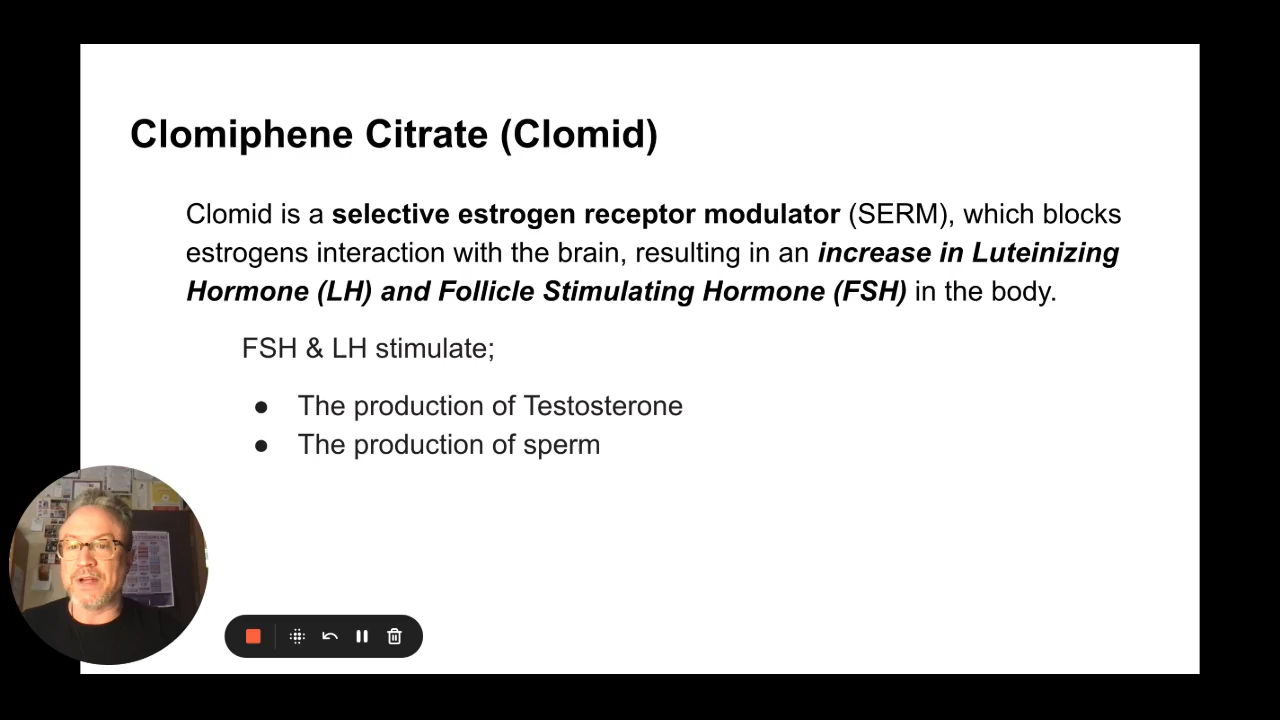 Clomiphene Citrate (Clomid)
Clomid is a selective estrogen receptor modulator (SERM), which blocks
estrogens interaction with the brain, resulting in an increase in Luteinizing
Hormone (LH) and Follicle Stimulating Hormone (FSH) in the body.
FSH & LH stimulate;
● The production of Testosterone
● The production of sperm